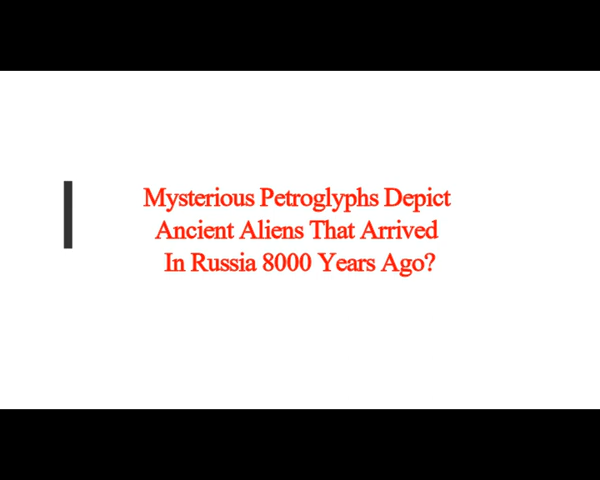 Mysterious Petroglyphs Depict
Ancient Aliens That Arrived
In Russia 8000 Years Ago?